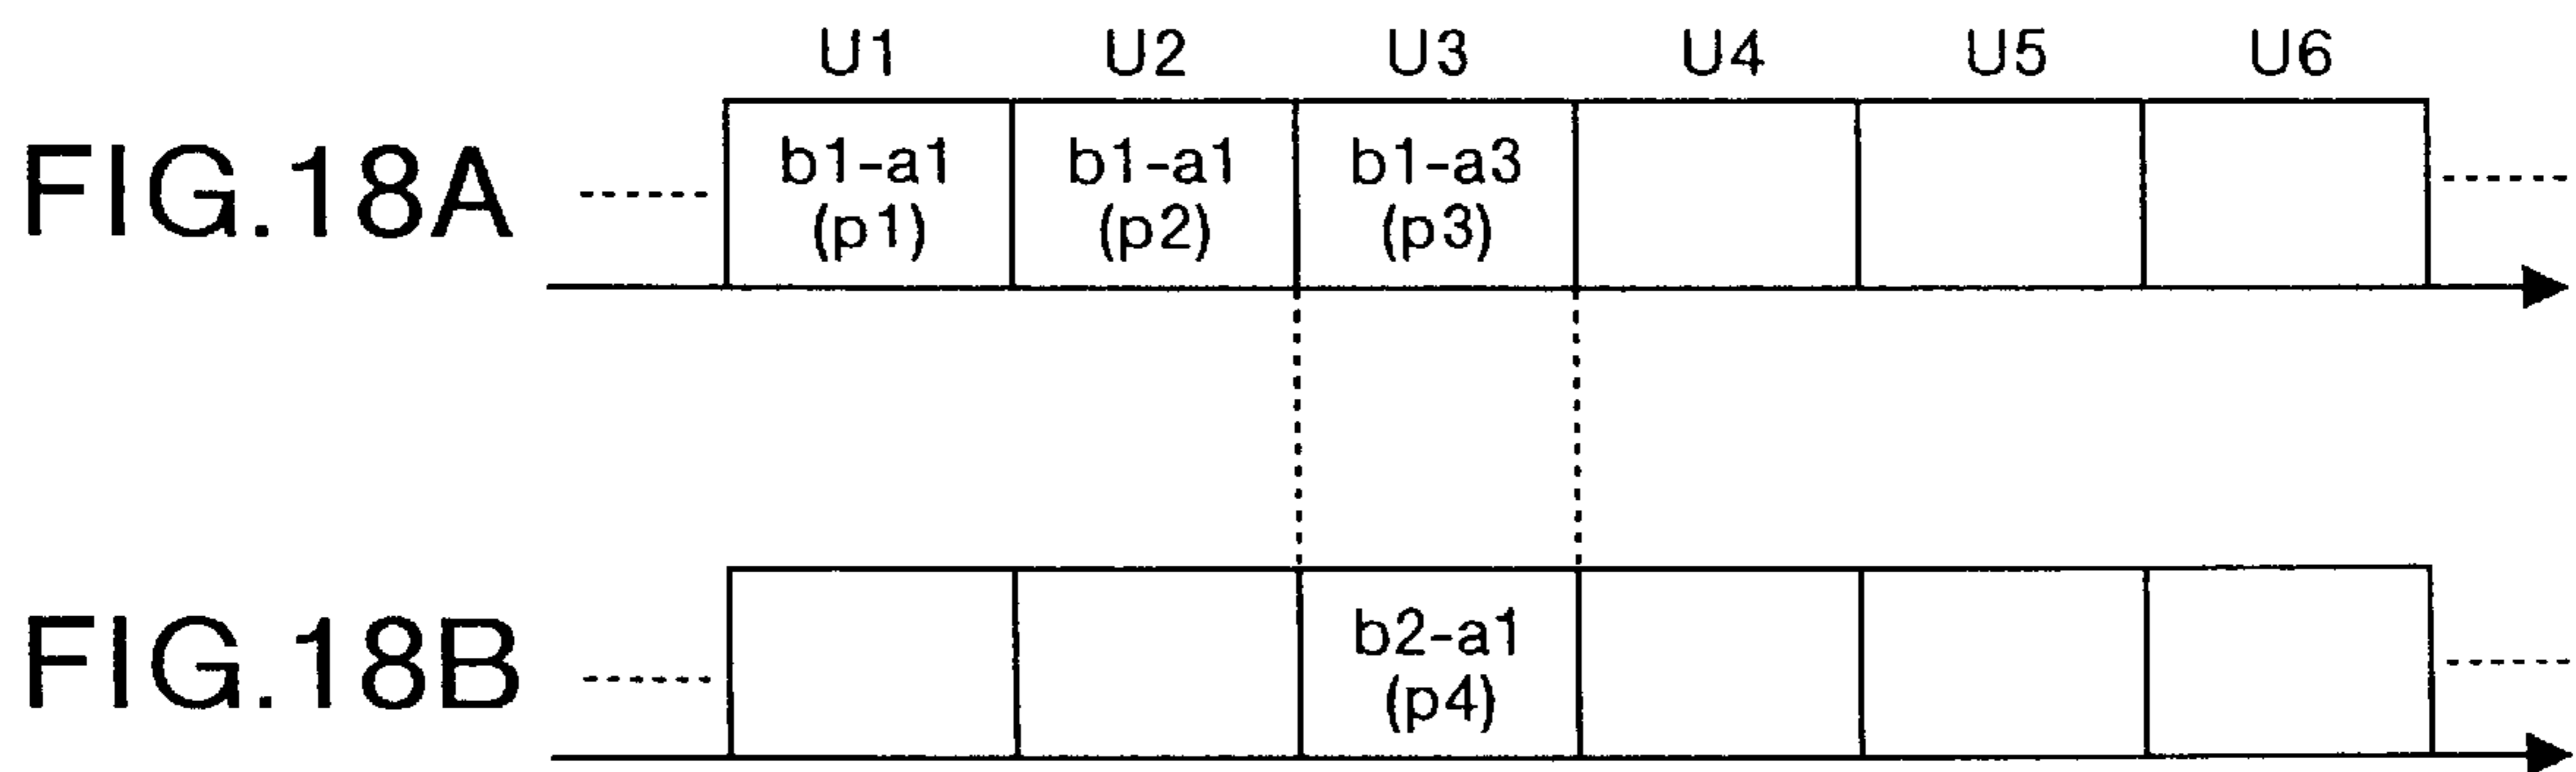 U1 U2 U3 U4 U5 U6
FIG.18A
b1-a1 b1-a1 b1-a3
(p1) (p2) (p3)
FIG.18B
b2-a1
(p4)